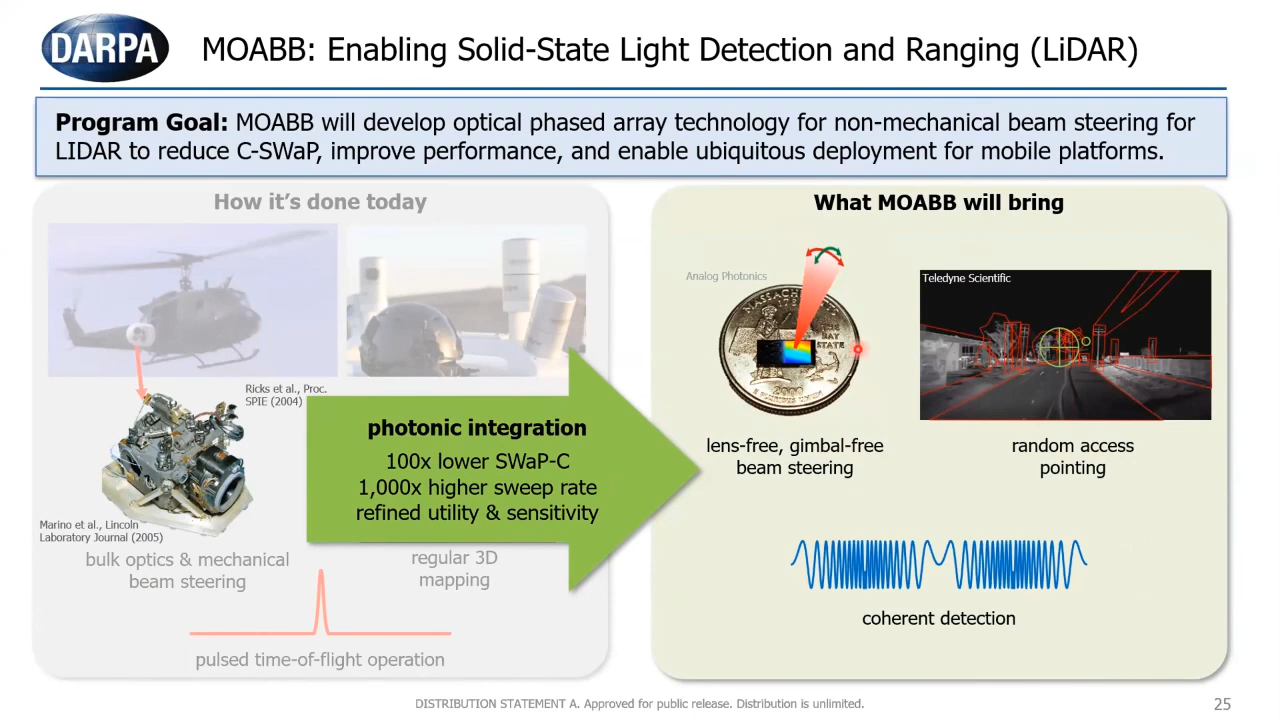 DARPA
MOABB: Enabling Solid-State Light Detection and Ranging (LiDAR)
Program Goal: MOABB will develop optical phased array technology for non-mechanical beam steering for
LIDAR to reduce C-SWaP, improve performance, and enable ubiquitous deployment for mobile platforms.
How it's done today
Ricks et al., Proc.
SPIE (2004)
Marino et al., Lincoln
Laboratory Journal (2005)
bulk optics & mechanical
beam steering
regular 3D
mapping
pulsed time-of-flight operation
photonic integration
100x lower SWaP-C
1,000x higher sweep rate
refined utility & sensitivity
What MOABB will bring
Analog Photonics
Teledyne Scientific
lens-free, gimbal-free
beam steering
random access
pointing
coherent detection
DISTRIBUTION STATEMENT A. Approved for public release. Distribution is unlimited.
25